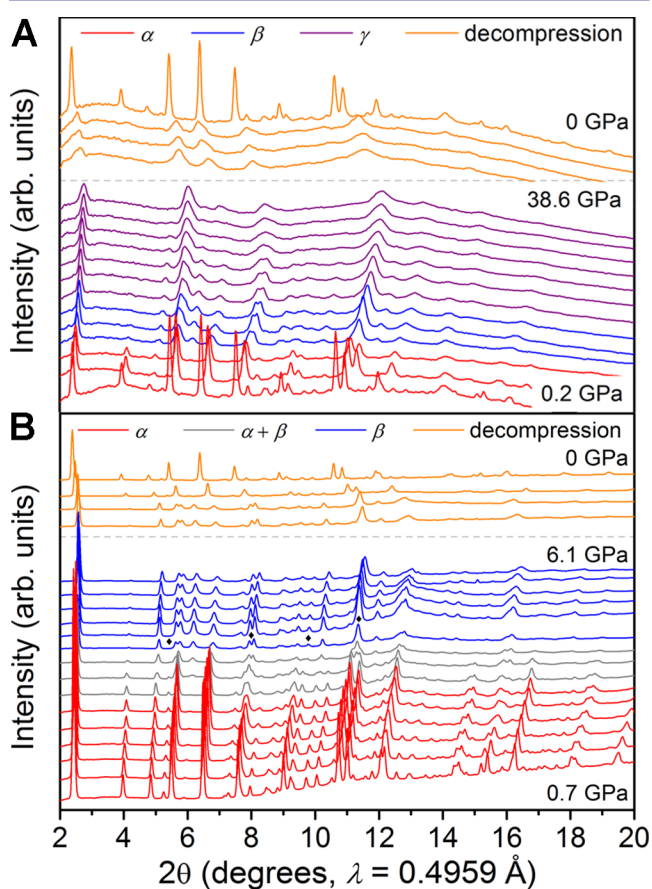 A
α β γ decompression
0 GPa
38.6 GPa
0.2 GPa
Intensity (arb. units)
B
α α + β β decompression
0 GPa
6.1 GPa
0.7 GPa
Intensity (arb. units)
2 4 6 8 10 12 14 16 18 20
2θ (degrees, λ = 0.4959 Å)